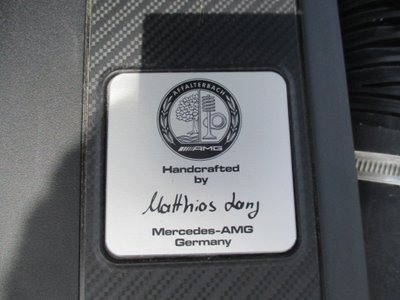 AFFALTERBACH
AMG
Handcrafted
by
Matthias Lang
Mercedes-AMG
Germany